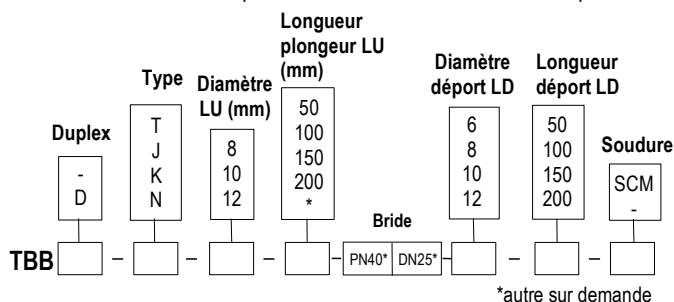 Longueur
plongeur LU
(mm)
Diamètre
déport LD
Longueur
déport LD
Type
Diamètre
LU (mm)
Duplex
Soudure
-
D
T
J
K
N
8
10
12
50
100
150
200
*
6
8
10
12
50
100
150
200
SCM
-
Bride
TBB – – – – PN40* DN25* – – –
*autre sur demande